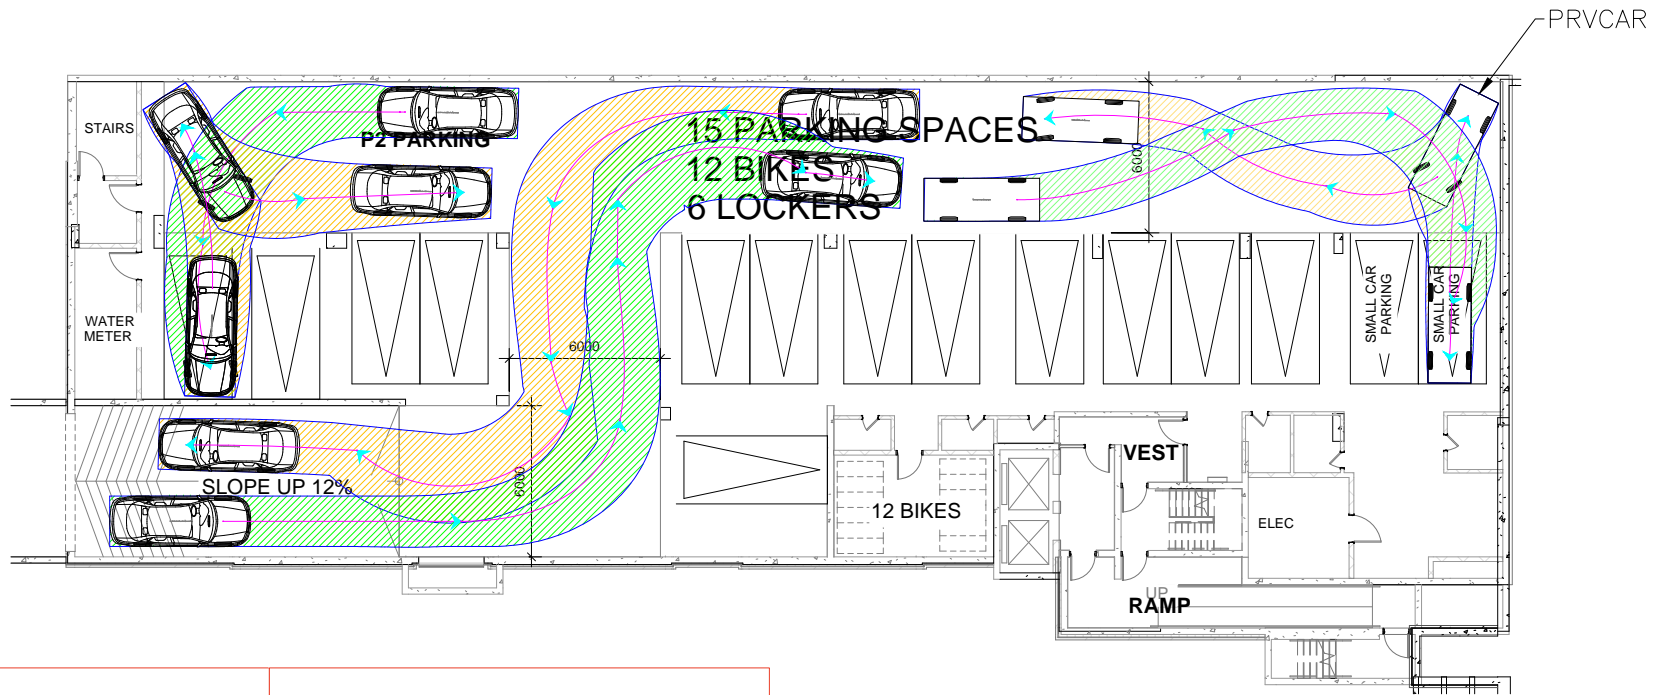 PRVCAR
STAIRS
P2 PARKING
15 PARKING SPACES
12 BIKES
6 LOCKERS
6000
WATER
METER
6000
SMALL CAR
PARKING
SMALL CAR
PARKING
SLOPE UP 12%
6000
12 BIKES
VEST
ELEC
UP
RAMP